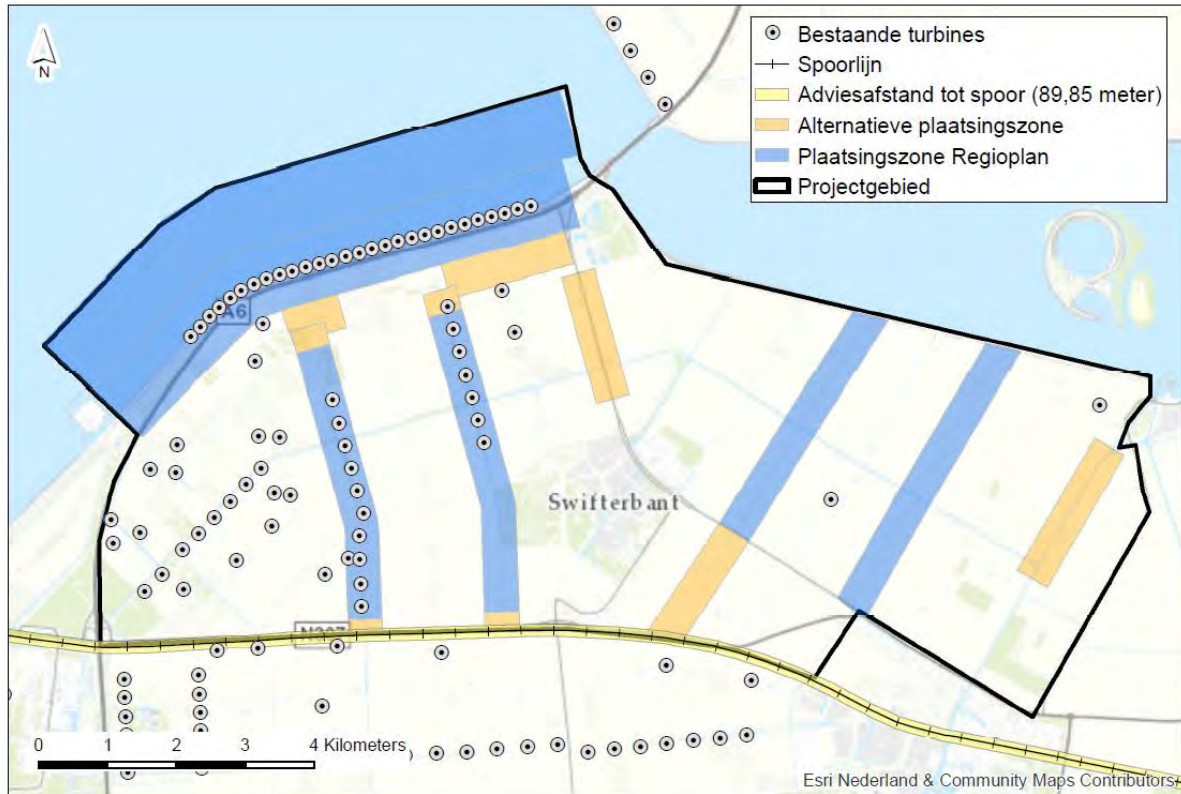 N
Bestaande turbines
Spoorlijn
Adviesafstand tot spoor (89,85 meter)
Alternatieve plaatsingszone
Plaatsingszone Regioplan
Projectgebied
A6
Swifterbant
0 1 2 3 4 Kilometers
Esri Nederland & Community Maps Contributors